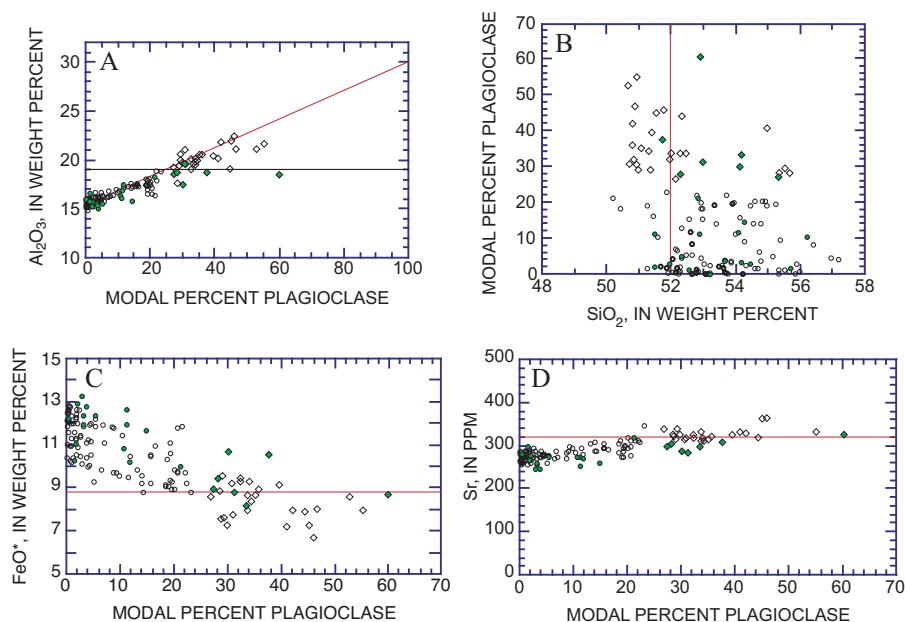 A
Al₂O₃, IN WEIGHT PERCENT
30
25
20
15
10
0 20 40 60 80 100
MODAL PERCENT PLAGIOCLASE
B
MODAL PERCENT PLAGIOCLASE
70
60
50
40
30
20
10
0
48 50 52 54 56 58
SiO₂, IN WEIGHT PERCENT
C
FeO*, IN WEIGHT PERCENT
15
13
11
9
7
5
0 10 20 30 40 50 60 70
MODAL PERCENT PLAGIOCLASE
D
Sr, IN PPM
500
400
300
200
100
0
0 10 20 30 40 50 60 70
MODAL PERCENT PLAGIOCLASE